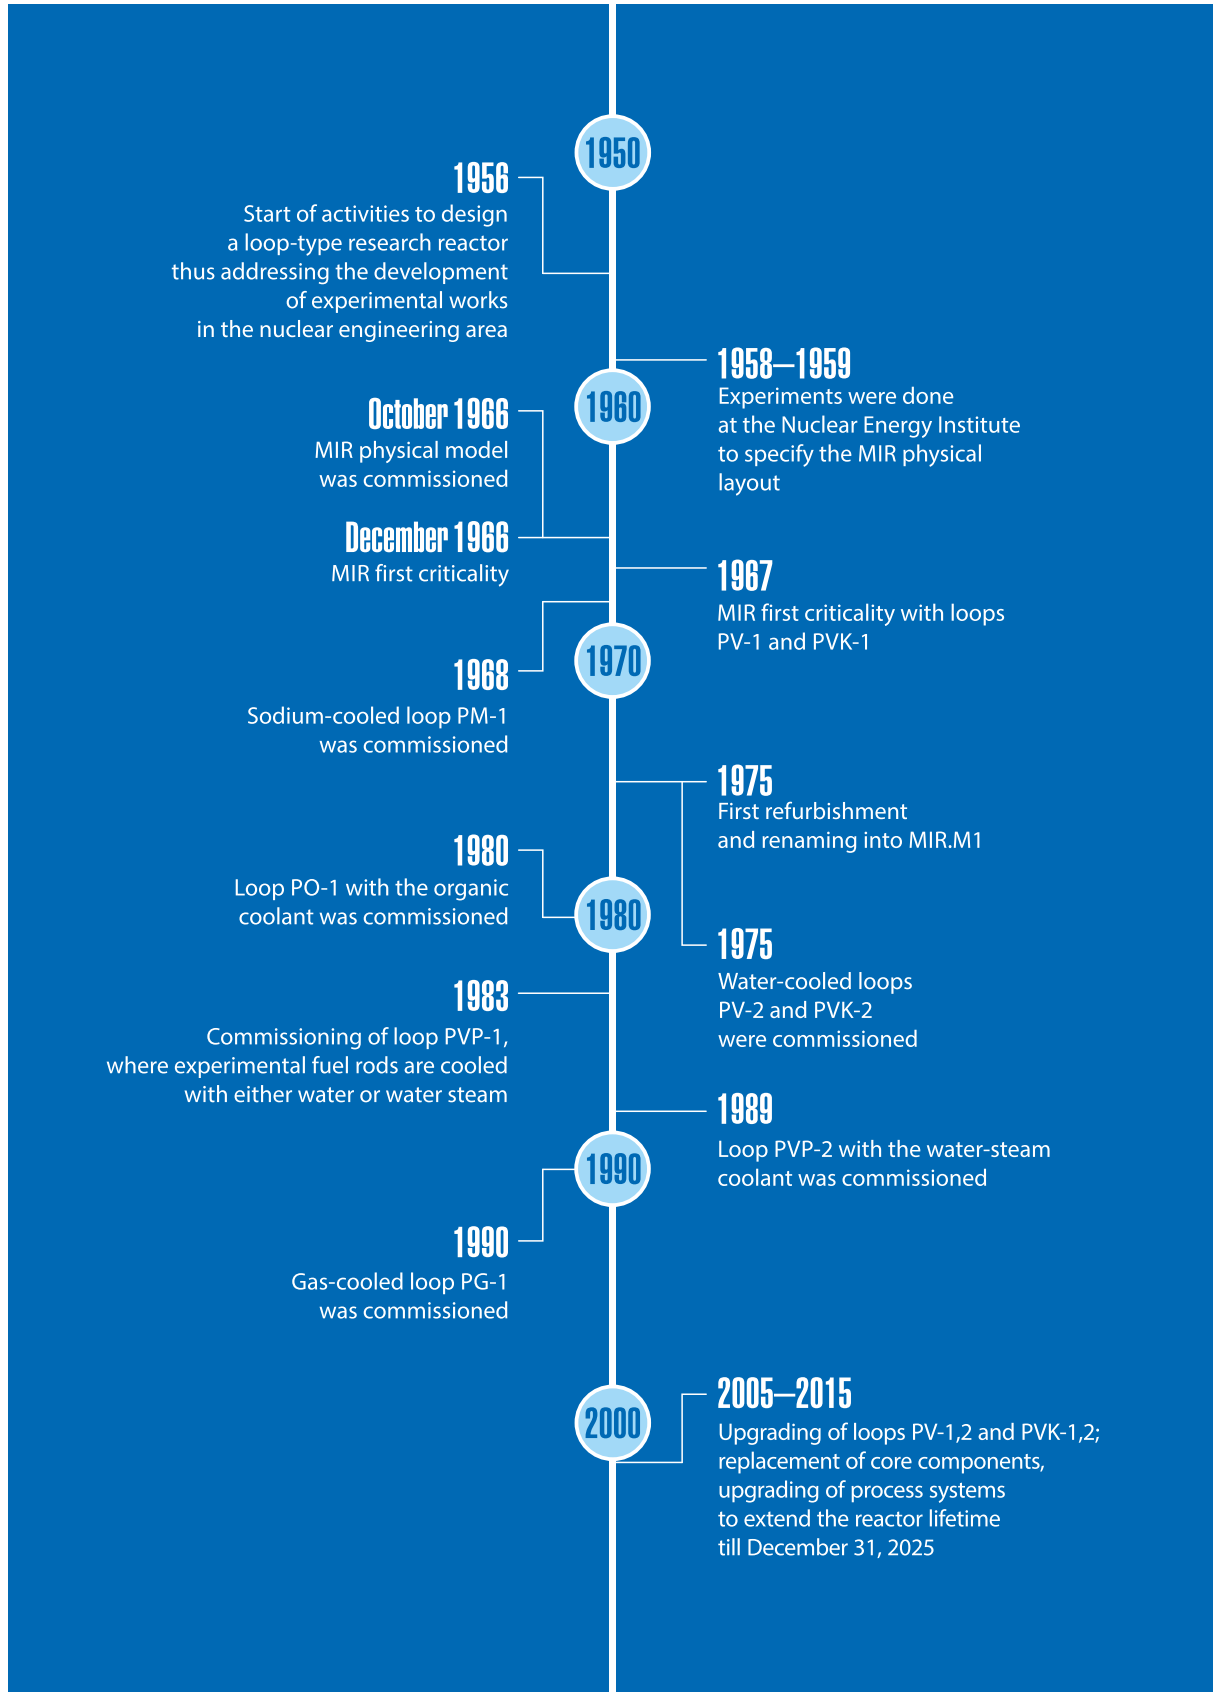 1950
1956
Start of activities to design
a loop-type research reactor
thus addressing the development
of experimental works
in the nuclear engineering area
1958–1959
Experiments were done
at the Nuclear Energy Institute
to specify the MIR physical
layout
1960
October 1966
MIR physical model
was commissioned
December 1966
MIR first criticality
1967
MIR first criticality with loops
PV-1 and PVK-1
1970
1968
Sodium-cooled loop PM-1
was commissioned
1975
First refurbishment
and renaming into MIR.M1
1980
Loop PO-1 with the organic
coolant was commissioned
1980
1975
Water-cooled loops
PV-2 and PVK-2
were commissioned
1983
Commissioning of loop PVP-1,
where experimental fuel rods are cooled
with either water or water steam
1989
Loop PVP-2 with the water-steam
coolant was commissioned
1990
1990
Gas-cooled loop PG-1
was commissioned
2000
2005–2015
Upgrading of loops PV-1,2 and PVK-1,2;
replacement of core components,
upgrading of process systems
to extend the reactor lifetime
till December 31, 2025